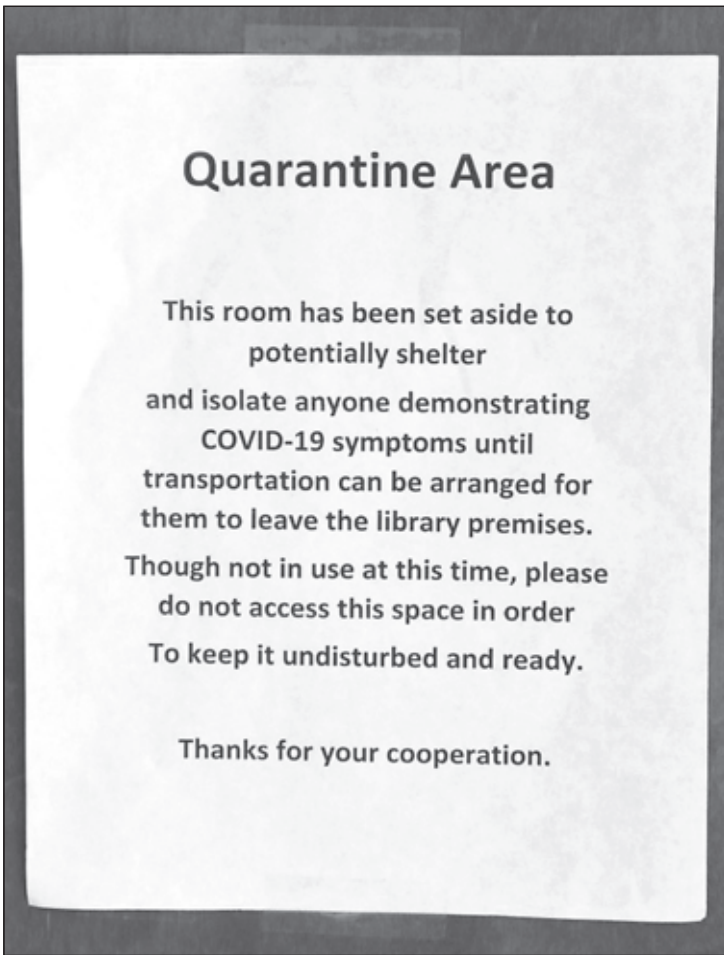 Quarantine Area
This room has been set aside to
potentially shelter
and isolate anyone demonstrating
COVID-19 symptoms until
transportation can be arranged for
them to leave the library premises.
Though not in use at this time, please
do not access this space in order
To keep it undisturbed and ready.
Thanks for your cooperation.